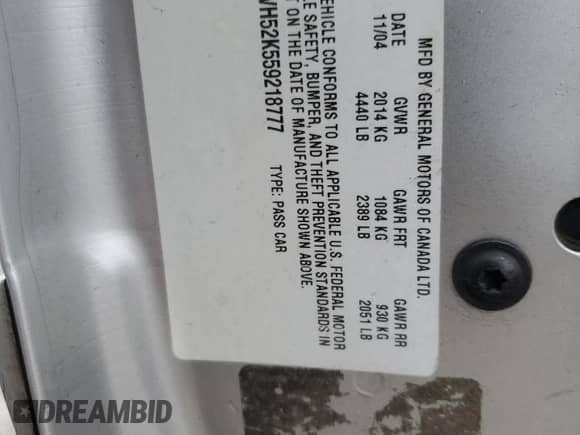 MFD BY GENERAL MOTORS OF CANADA LTD.
DATE GVWR GAWR FRT GAWR RR
11/04 2014 KG 1084 KG 930 KG
4440 LB 2389 LB 2051 LB
VEHICLE CONFORMS TO ALL APPLICABLE U.S. FEDERAL MOTOR
SAFETY, BUMPER, AND THEFT PREVENTION STANDARDS IN
ON THE DATE OF MANUFACTURE SHOWN ABOVE.
WH52K559218777 TYPE: PASS CAR
DREAMBID